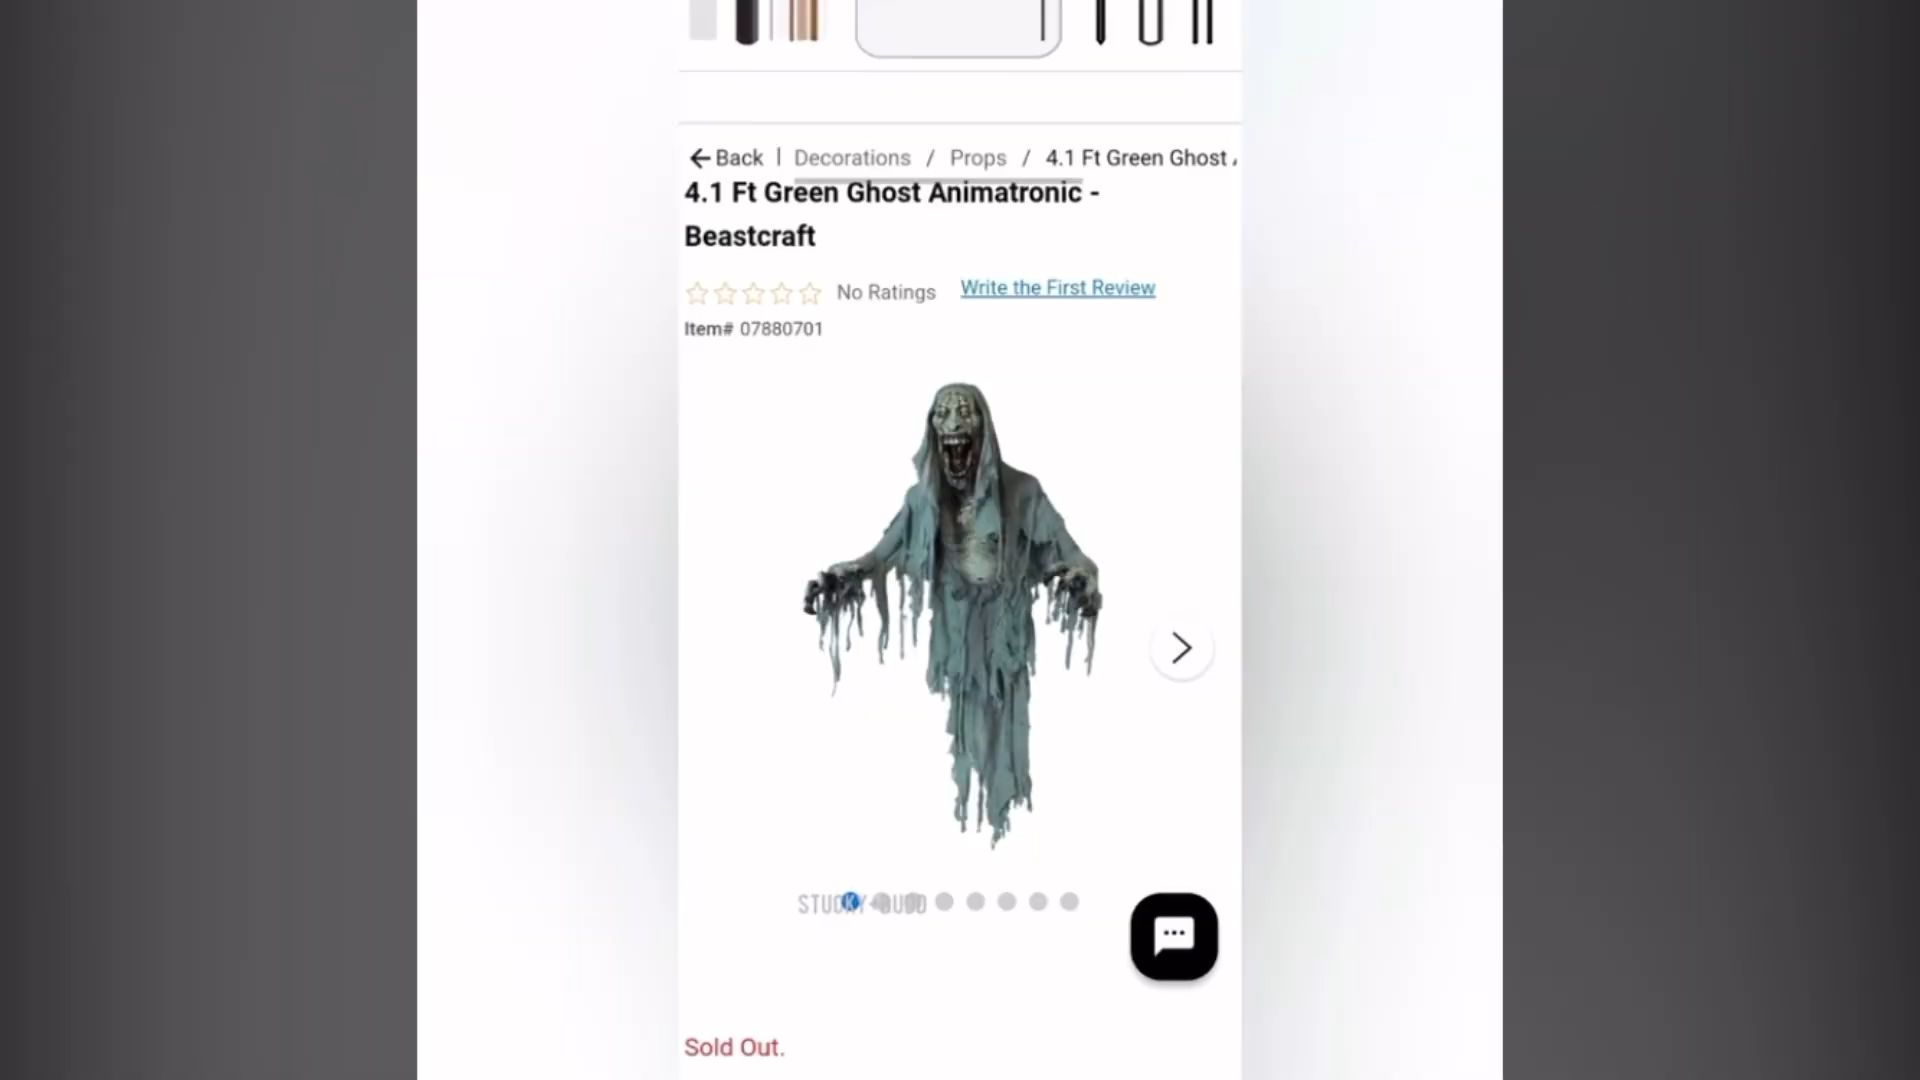 Back | Decorations / Props / 4.1 Ft Green Ghost
4.1 Ft Green Ghost Animatronic -
Beastcraft
No Ratings Write the First Review
Item# 07880701
Sold Out.